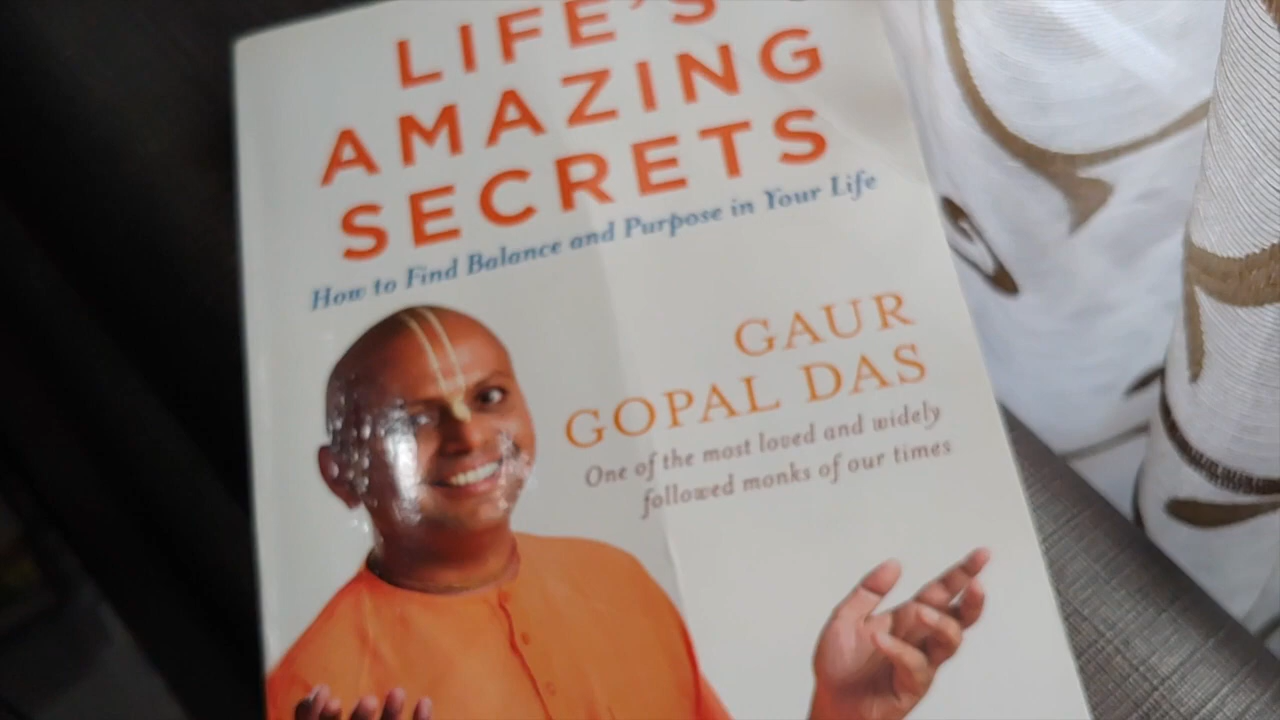 LIFE'S
AMAZING
SECRETS
How to Find Balance and Purpose in Your Life
GAUR
GOPAL DAS
One of the most loved and widely
followed monks of our times